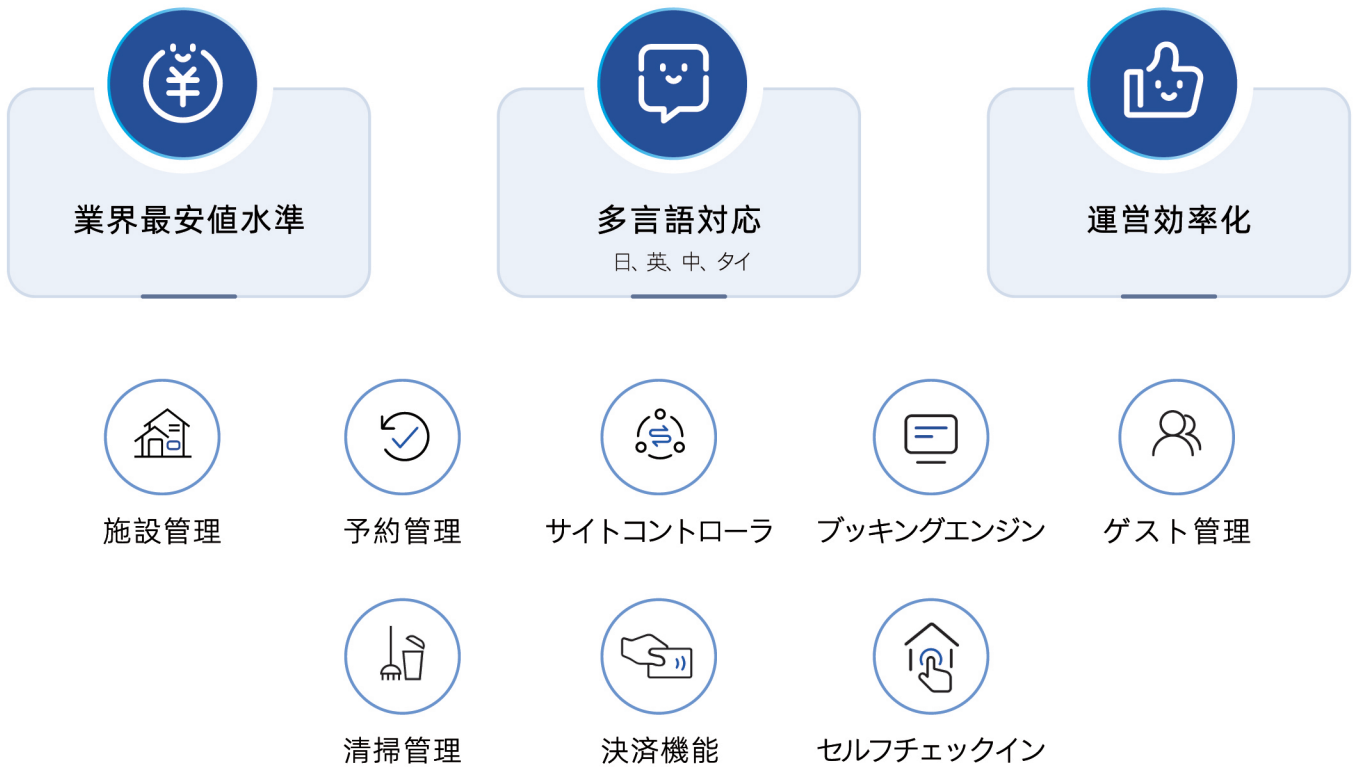 業界最安値水準
多言語対応
日、英、中、タイ
運営効率化
施設管理
予約管理
サイトコントローラ
ブッキングエンジン
ゲスト管理
清掃管理
決済機能
セルフチェックイン